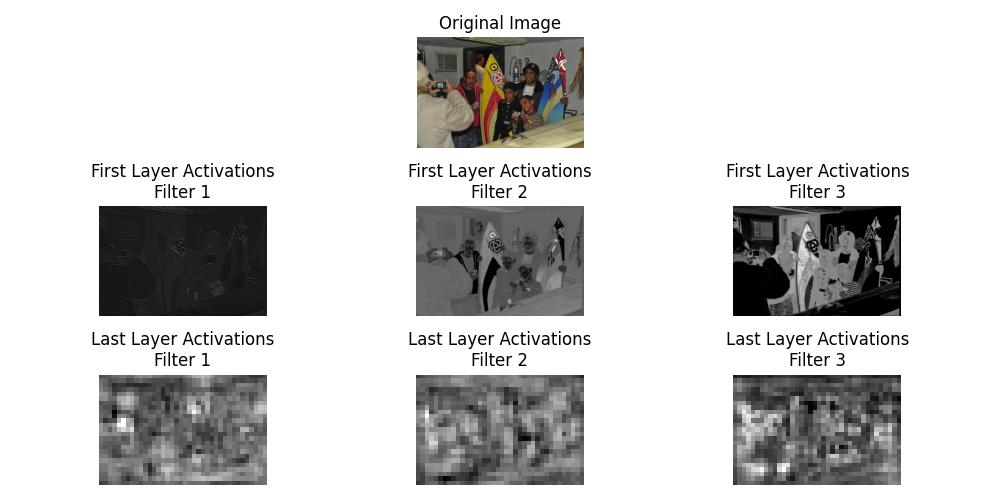 Original Image
First Layer Activations
Filter 1
First Layer Activations
Filter 2
First Layer Activations
Filter 3
Last Layer Activations
Filter 1
Last Layer Activations
Filter 2
Last Layer Activations
Filter 3